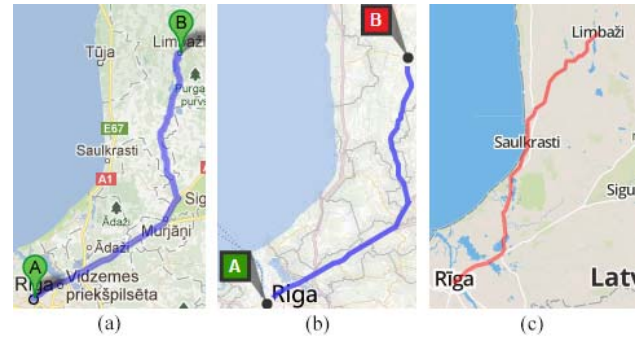 B
Limbaži
Tūja
Purga
purvs
E67
Saulkrasti
A1
Sig
Ādaži
Murjāņi
Ādaži
A
Rīga
Vidzemes
priekšpilsēta
(a)
B
A
Riga
(b)
Limbaži
Saulkrasti
Sigu
Rīga
Latv
(c)